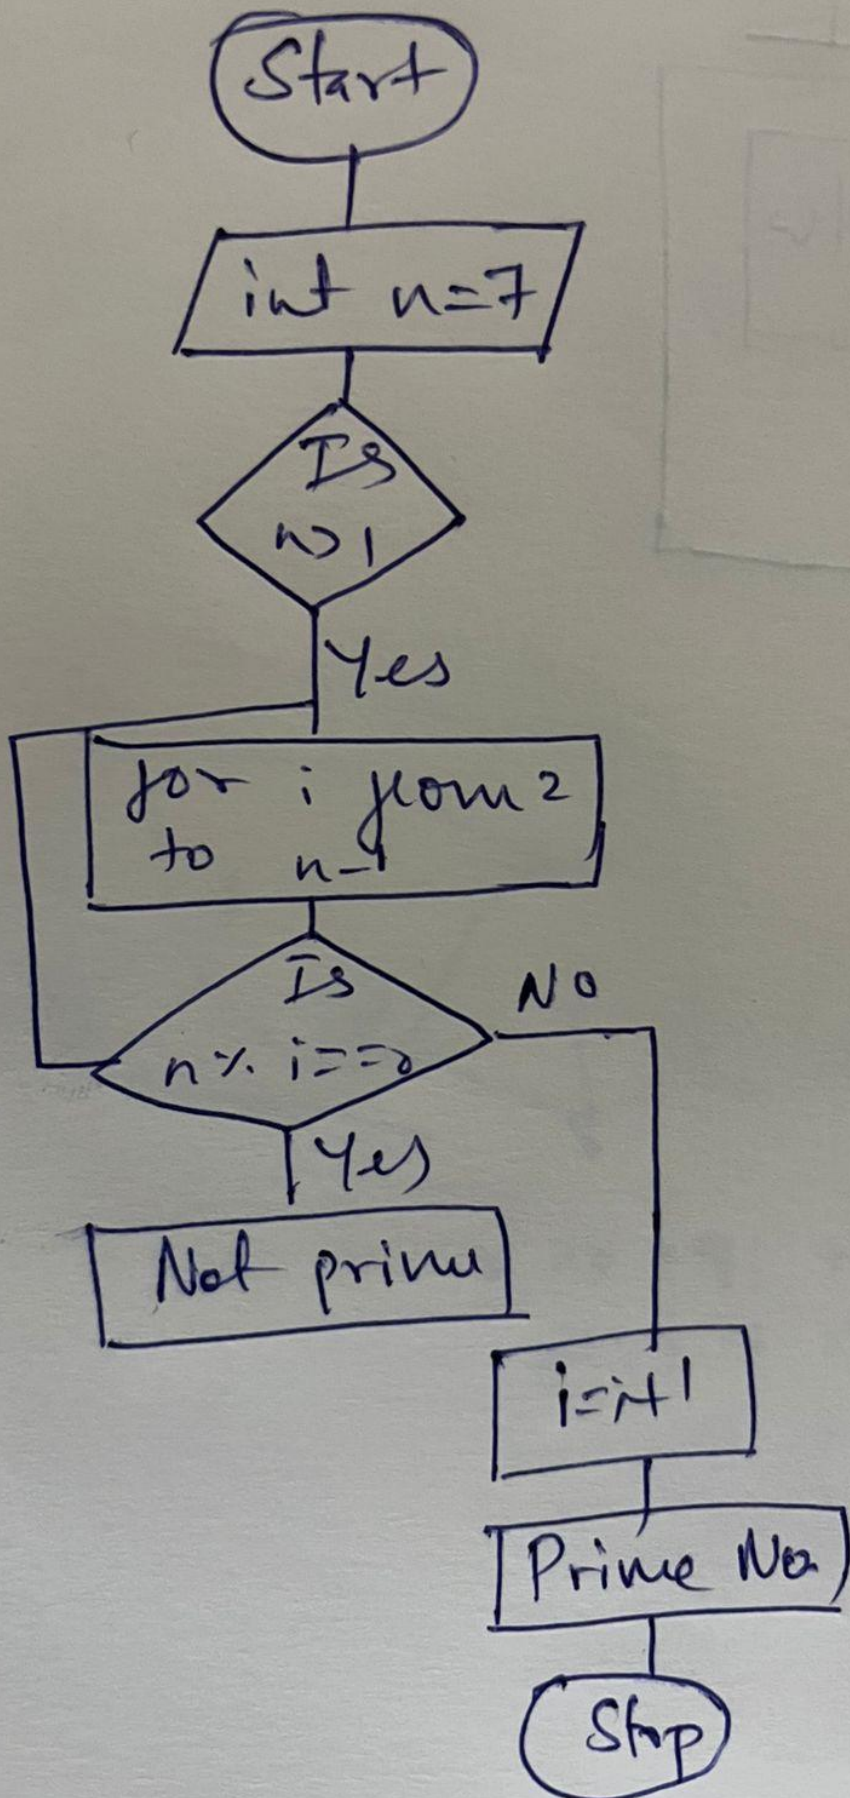 Start
int n=7
Is
n>1
Yes
for i from 2
to n-1
Is
n % i==0
No
Yes
Not prime
i=i+1
Prime No
Stop